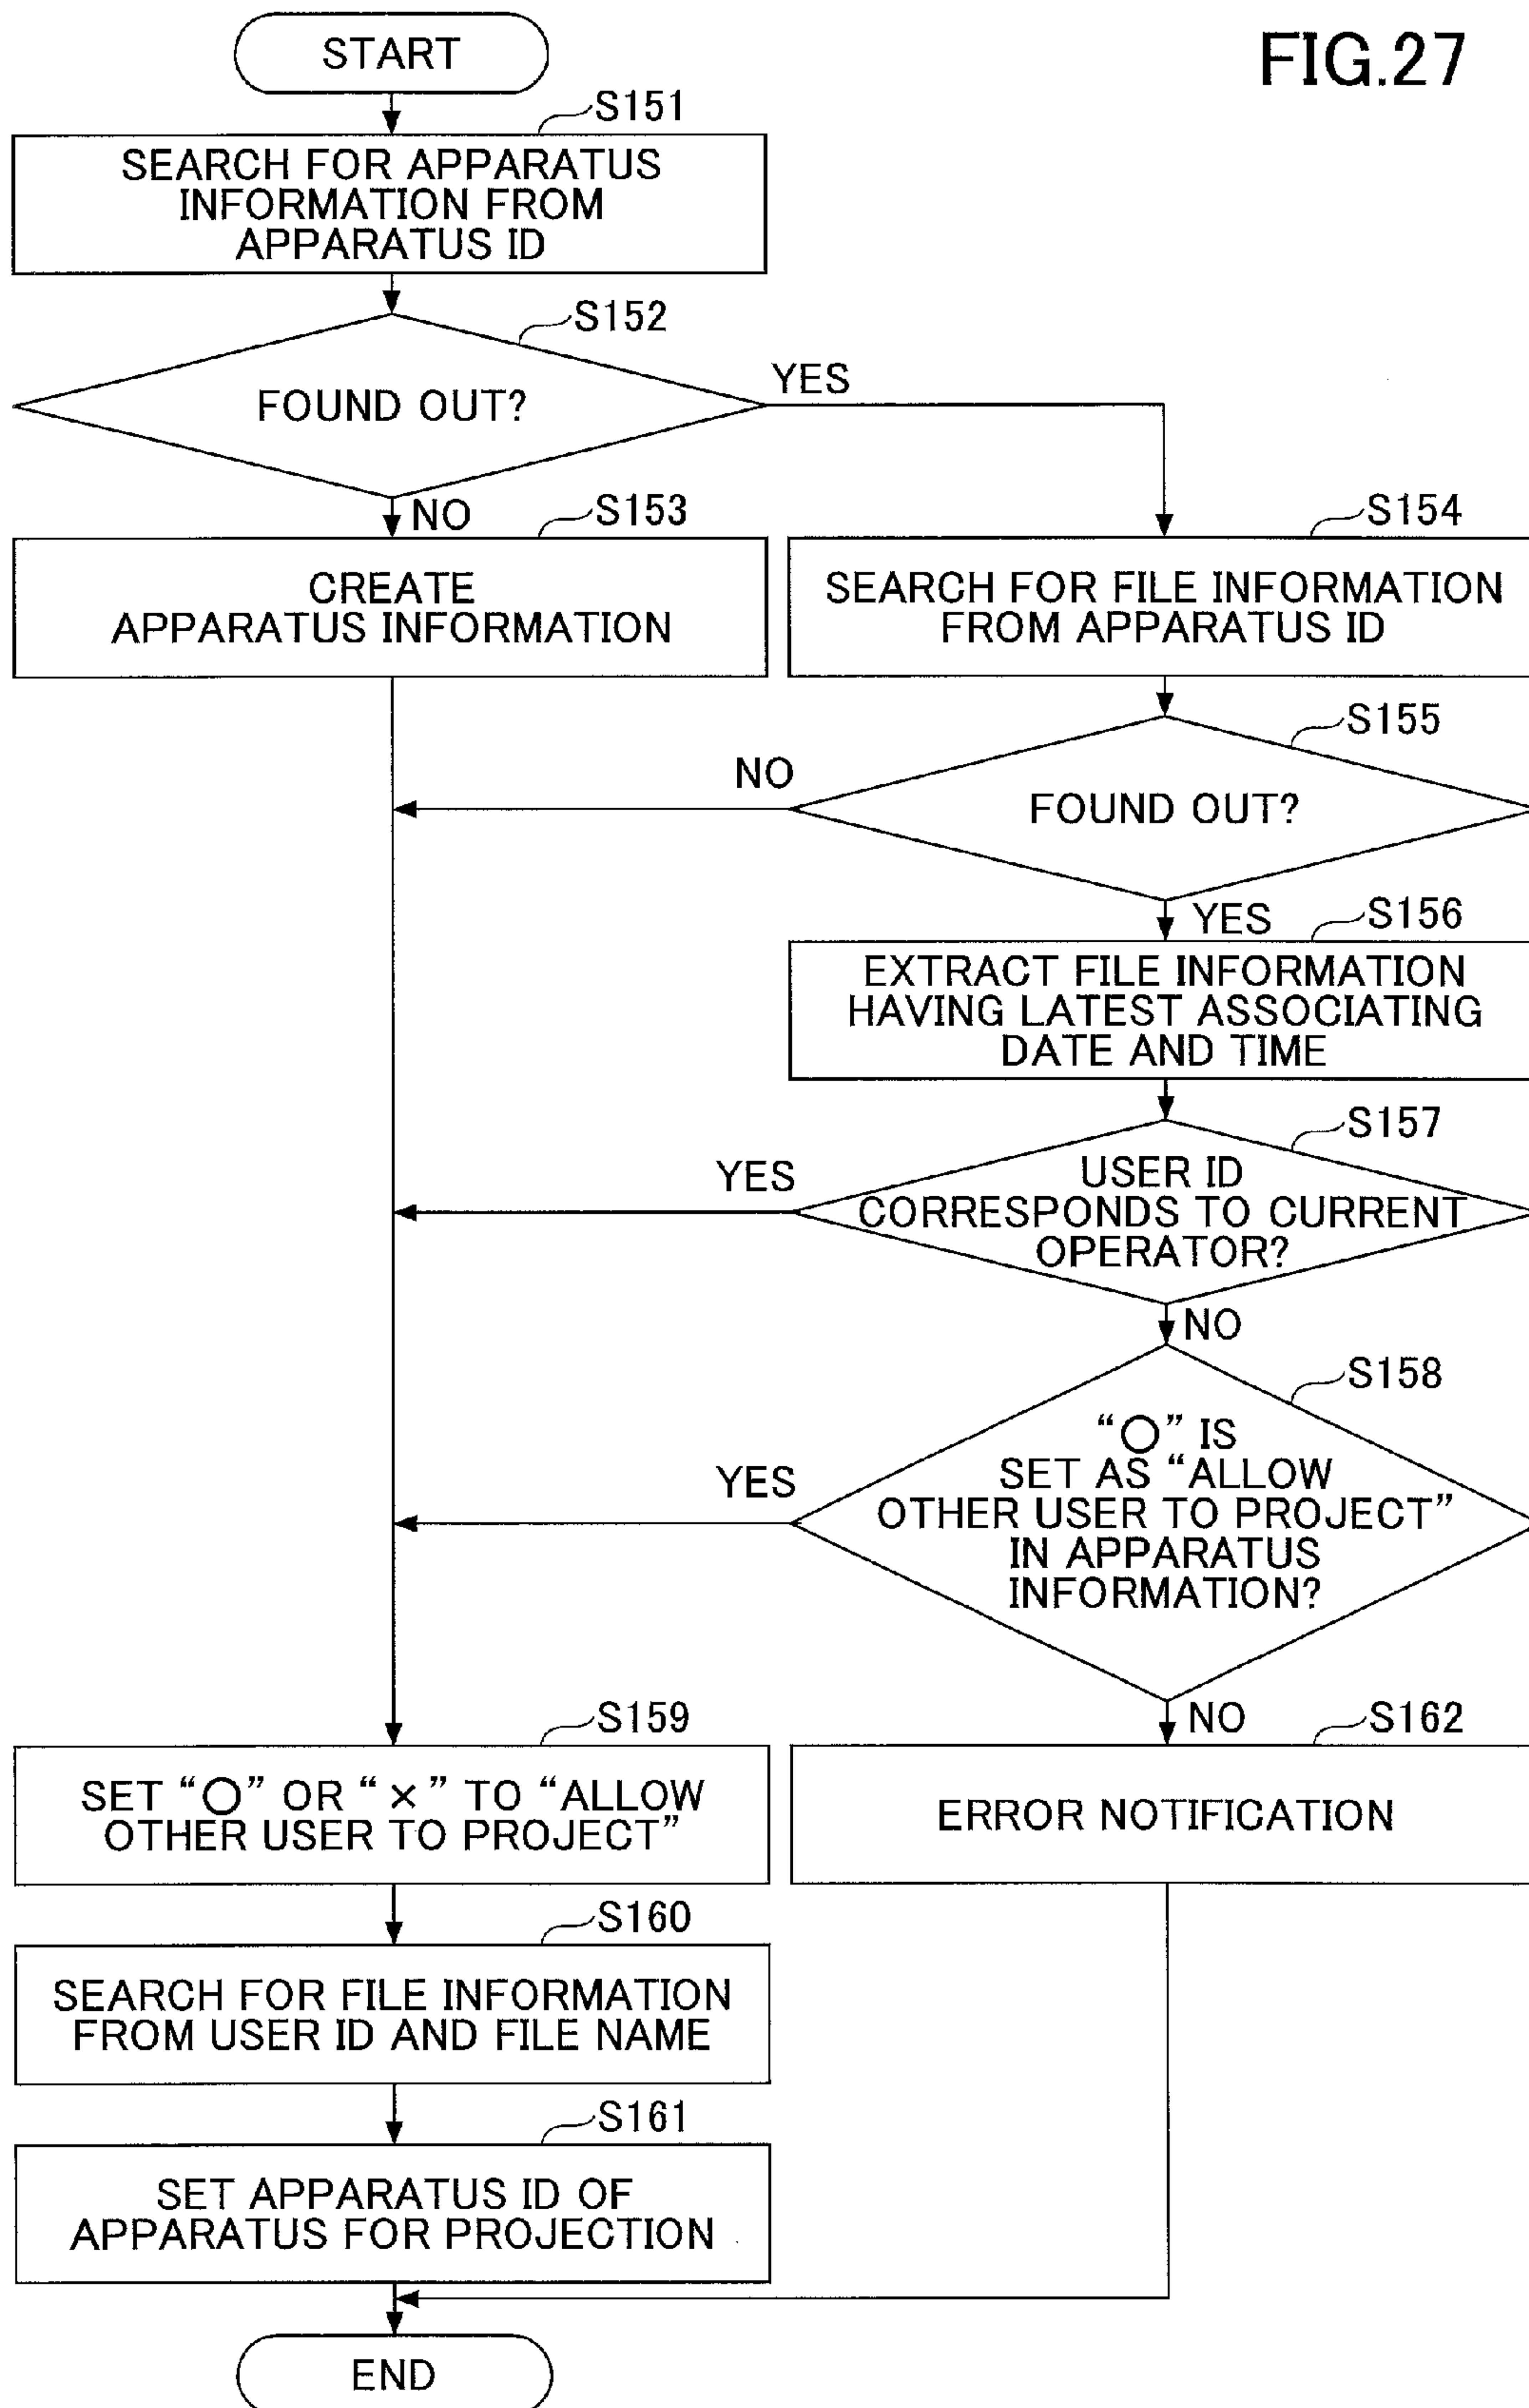 FIG.27
START
S151
SEARCH FOR APPARATUS
INFORMATION FROM
APPARATUS ID
S152
FOUND OUT?
YES
NO
S153
CREATE
APPARATUS INFORMATION
S154
SEARCH FOR FILE INFORMATION
FROM APPARATUS ID
S155
FOUND OUT?
NO
YES
S156
EXTRACT FILE INFORMATION
HAVING LATEST ASSOCIATING
DATE AND TIME
S157
USER ID
CORRESPONDS TO CURRENT
OPERATOR?
YES
NO
S158
“○” IS
SET AS “ALLOW
OTHER USER TO PROJECT”
IN APPARATUS
INFORMATION?
YES
NO
S159
SET “○” OR “×” TO “ALLOW
OTHER USER TO PROJECT”
S162
ERROR NOTIFICATION
S160
SEARCH FOR FILE INFORMATION
FROM USER ID AND FILE NAME
S161
SET APPARATUS ID OF
APPARATUS FOR PROJECTION
END